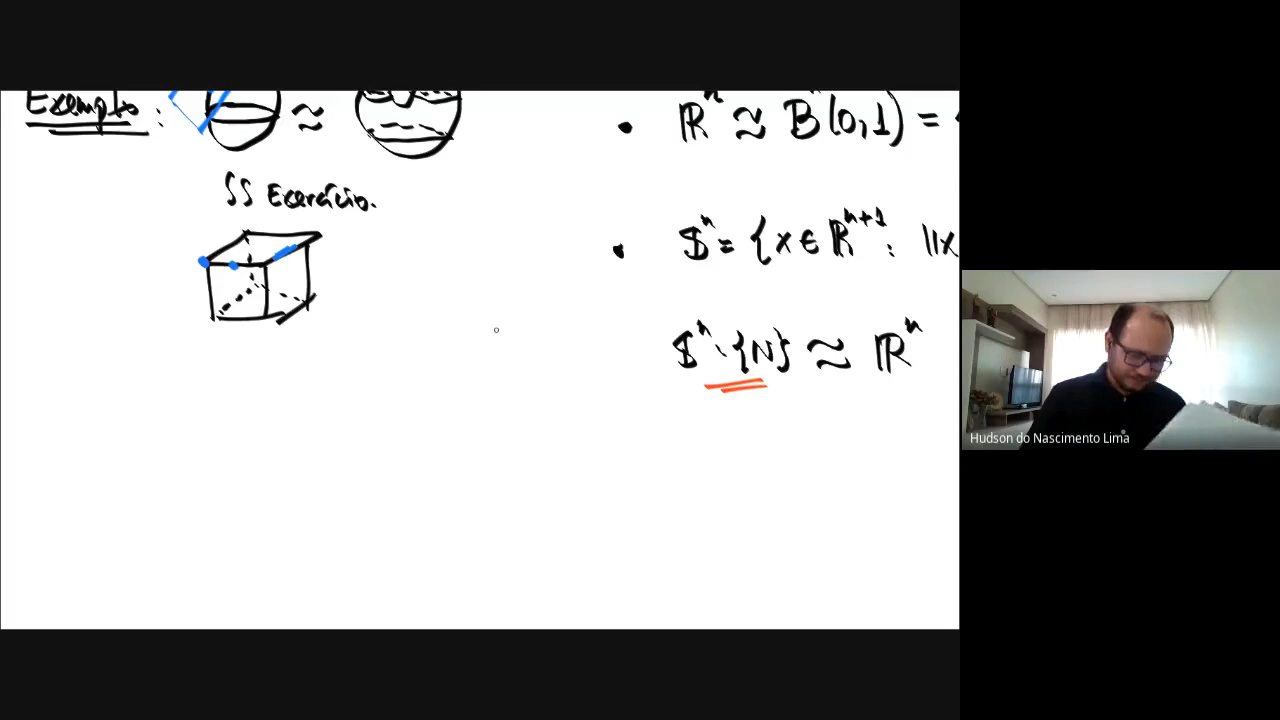 Exemplo :
≈
ℝⁿ ≈ B(0,1) =
SS Exercício.
𝕊ⁿ = {x ∈ ℝⁿ⁺¹ : ||x
𝕊ⁿ \ {N} ≈ ℝⁿ
Hudson do Nascimento Lima